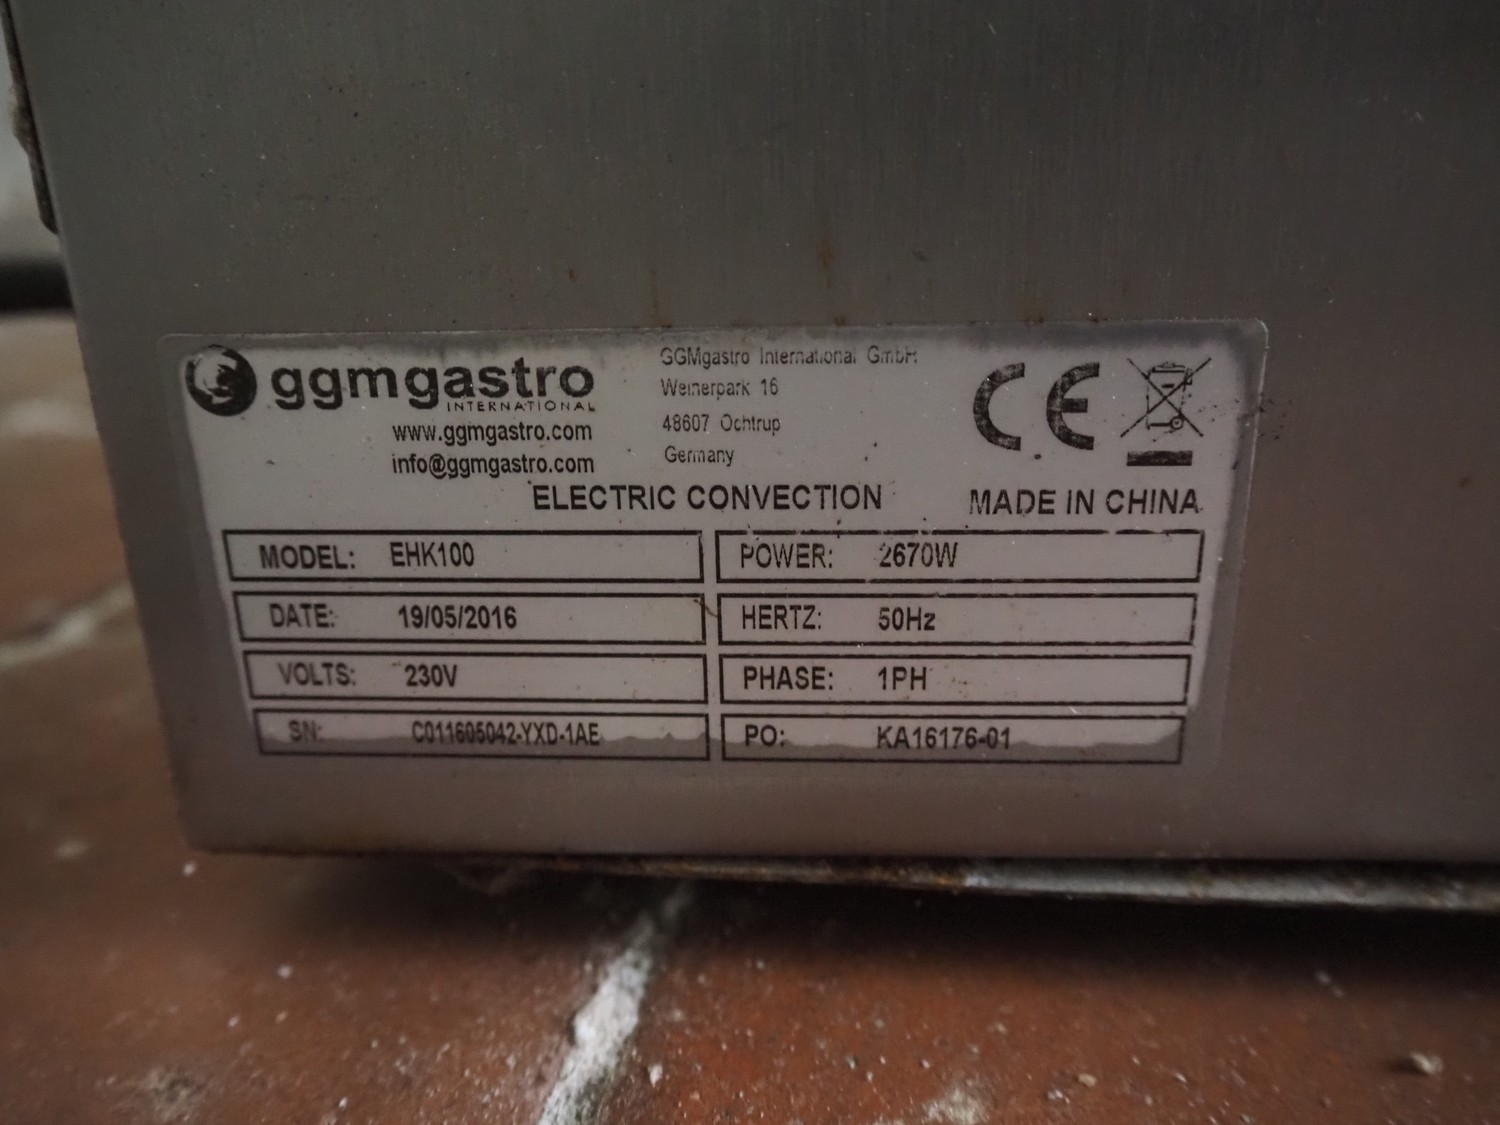 ggmgastro
INTERNATIONAL
www.ggmgastro.com
info@ggmgastro.com
GGMgastro International GmbH
Weinerpark 16
48607 Ochtrup
Germany
CE
ELECTRIC CONVECTION
MADE IN CHINA
MODEL: EHK100
POWER: 2670W
DATE: 19/05/2016
HERTZ: 50Hz
VOLTS: 230V
PHASE: 1PH
SN: C011605042-YXD-1AE
PO: KA16176-01